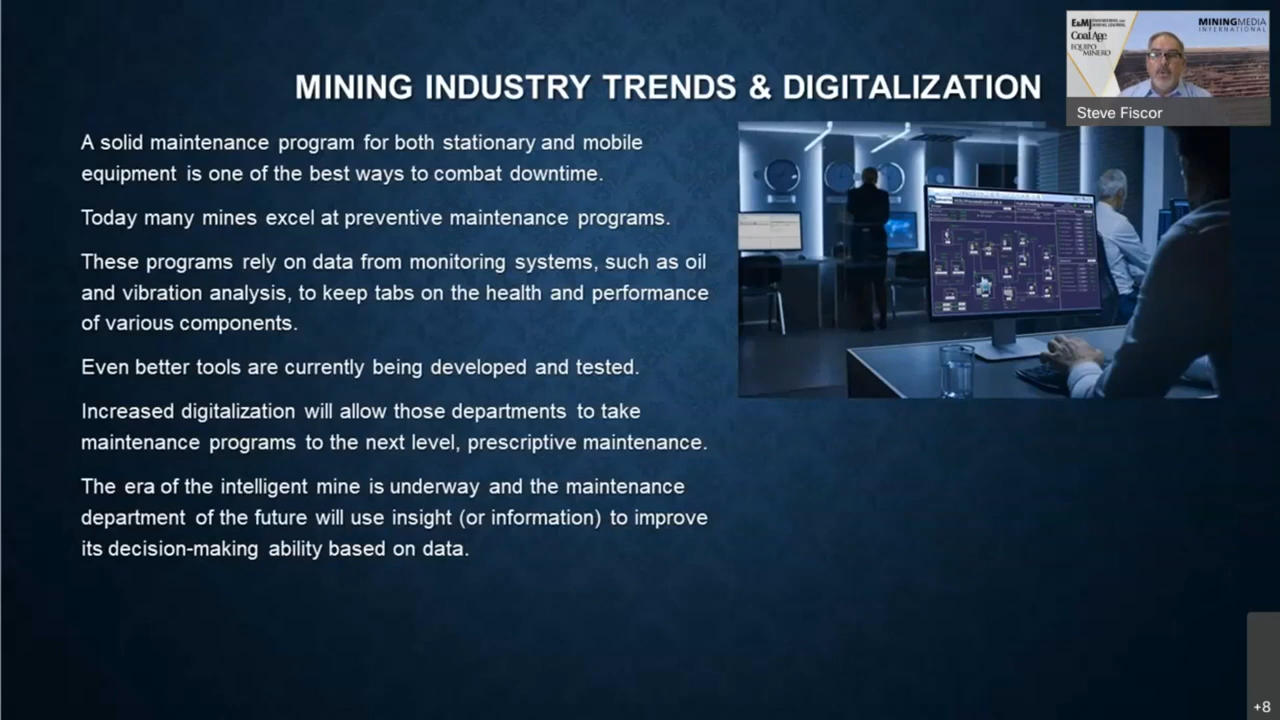 MINING INDUSTRY TRENDS & DIGITALIZATION
A solid maintenance program for both stationary and mobile
equipment is one of the best ways to combat downtime.
Today many mines excel at preventive maintenance programs.
These programs rely on data from monitoring systems, such as oil
and vibration analysis, to keep tabs on the health and performance
of various components.
Even better tools are currently being developed and tested.
Increased digitalization will allow those departments to take
maintenance programs to the next level, prescriptive maintenance.
The era of the intelligent mine is underway and the maintenance
department of the future will use insight (or information) to improve
its decision-making ability based on data.
E&MJ
Coal Age
EQUIPO
MINERO
MININGMEDIA
INTERNATIONAL
Steve Fiscor
+8